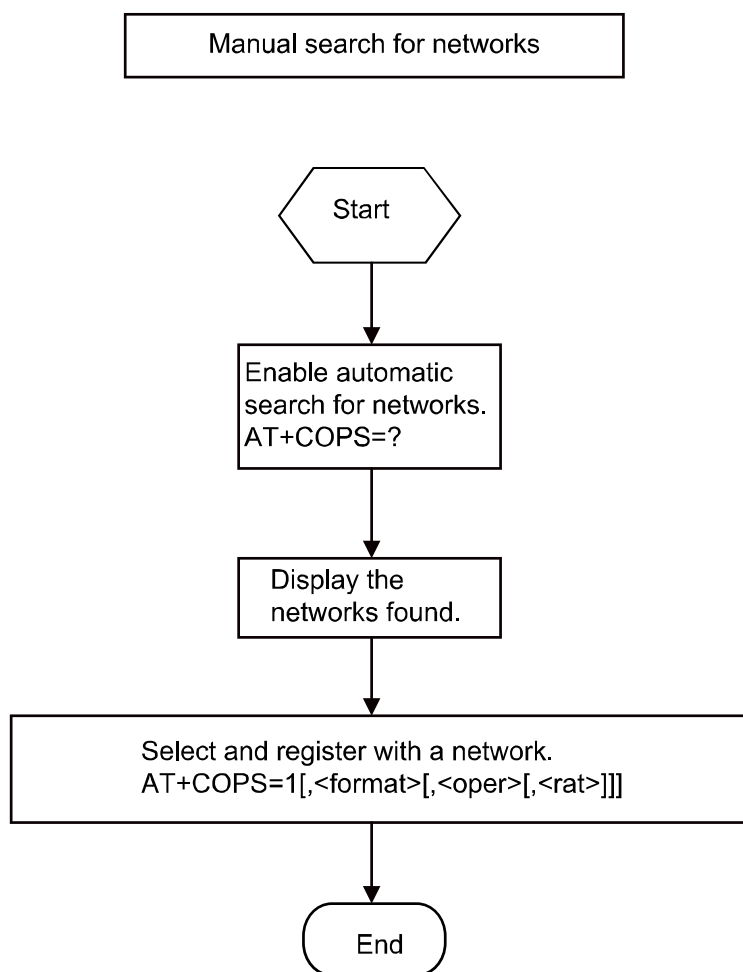 Manual search for networks
Start
Enable automatic
search for networks.
AT+COPS=?
Display the
networks found.
Select and register with a network.
AT+COPS=1[,<format>[,<oper>[,<rat>]]]
End